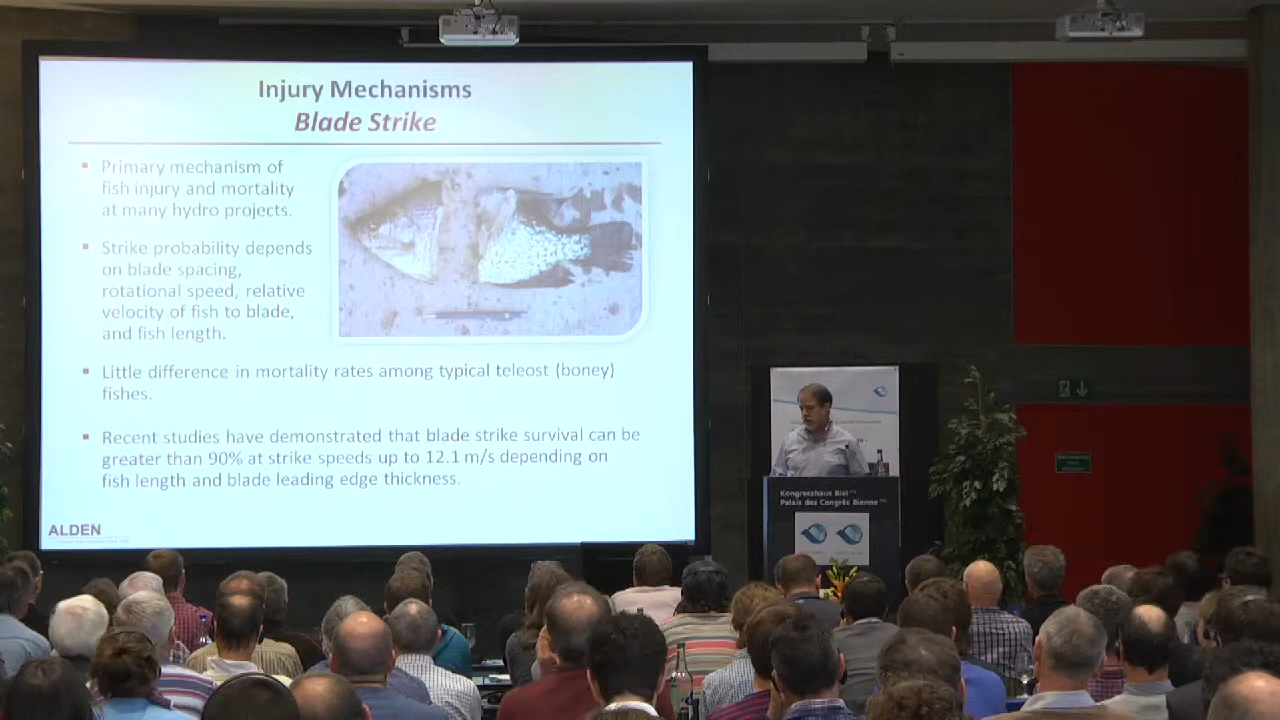 Injury Mechanisms
Blade Strike
Primary mechanism of
fish injury and mortality
at many hydro projects.
Strike probability depends
on blade spacing,
rotational speed, relative
velocity of fish to blade,
and fish length.
Little difference in mortality rates among typical teleost (boney)
fishes.
Recent studies have demonstrated that blade strike survival can be
greater than 90% at strike speeds up to 12.1 m/s depending on
fish length and blade leading edge thickness.
ALDEN
Kongresshaus Biel
Palais des Congrès Bienne